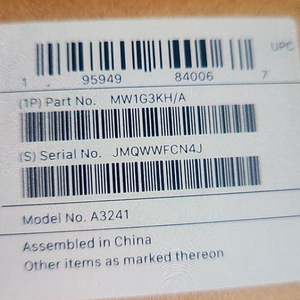 UPC
1 95949 84006 7
(1P) Part No. MW1G3KH/A
(S) Serial No. JMQWWFCN4J
Model No. A3241
Assembled in China
Other items as marked thereon